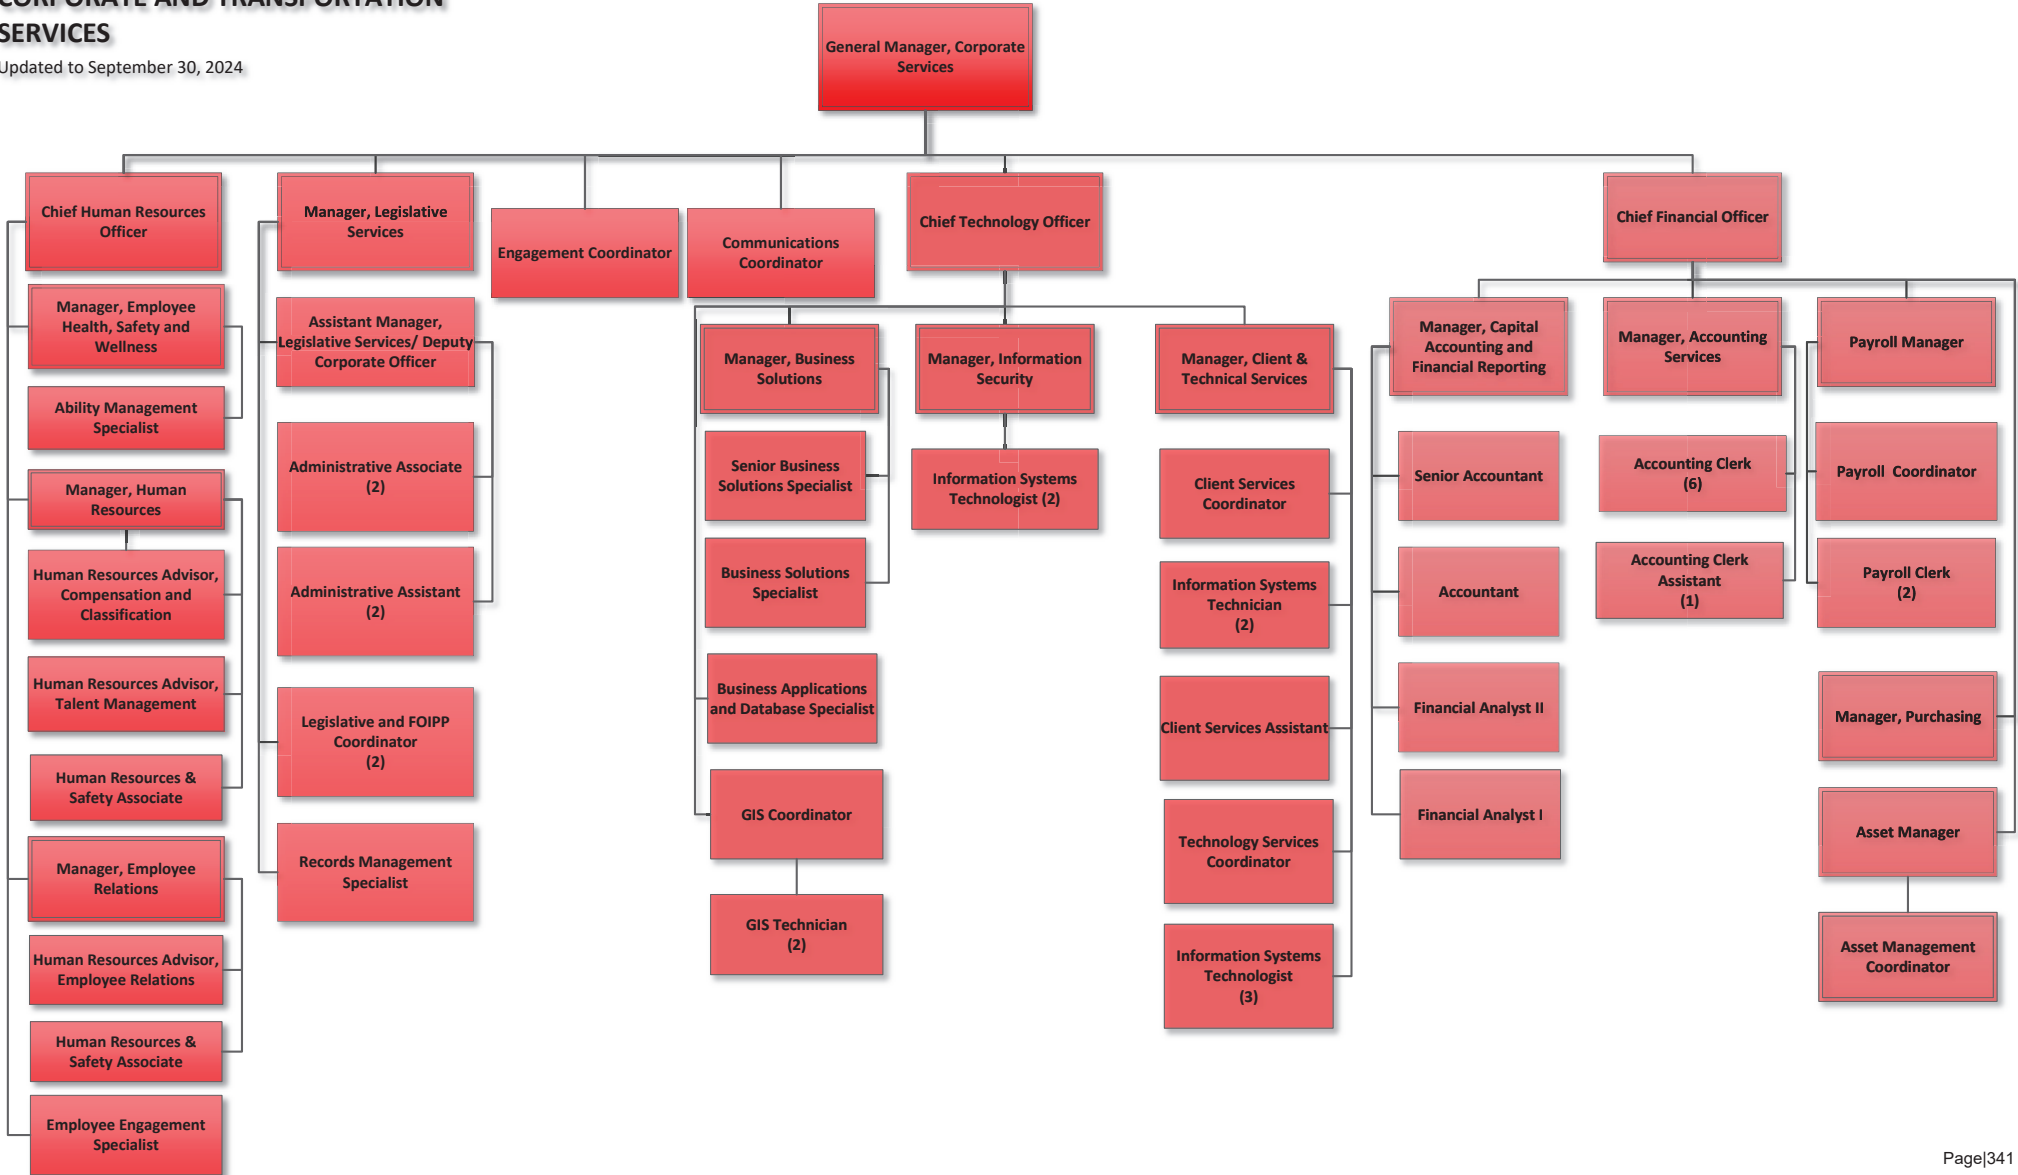 CORPORATE AND TRANSPORTATION
SERVICES
Updated to September 30, 2024
General Manager, Corporate
Services
Chief Human Resources
Officer
Manager, Employee
Health, Safety and
Wellness
Ability Management
Specialist
Manager, Human
Resources
Human Resources Advisor,
Compensation and
Classification
Human Resources Advisor,
Talent Management
Human Resources &
Safety Associate
Manager, Employee
Relations
Human Resources Advisor,
Employee Relations
Human Resources &
Safety Associate
Employee Engagement
Specialist
Manager, Legislative
Services
Assistant Manager,
Legislative Services/ Deputy
Corporate Officer
Administrative Associate
(2)
Administrative Assistant
(2)
Legislative and FOIPP
Coordinator
(2)
Records Management
Specialist
Engagement Coordinator
Communications
Coordinator
Chief Technology Officer
Manager, Business
Solutions
Senior Business
Solutions Specialist
Business Solutions
Specialist
Business Applications
and Database Specialist
GIS Coordinator
GIS Technician
(2)
Manager, Information
Security
Information Systems
Technologist (2)
Manager, Client &
Technical Services
Client Services
Coordinator
Information Systems
Technician
(2)
Client Services Assistant
Technology Services
Coordinator
Information Systems
Technologist
(3)
Chief Financial Officer
Manager, Capital
Accounting and
Financial Reporting
Senior Accountant
Accountant
Financial Analyst II
Financial Analyst I
Manager, Accounting
Services
Accounting Clerk
(6)
Accounting Clerk
Assistant
(1)
Payroll Manager
Payroll  Coordinator
Payroll Clerk
(2)
Manager, Purchasing
Asset Manager
Asset Management
Coordinator
Page|341